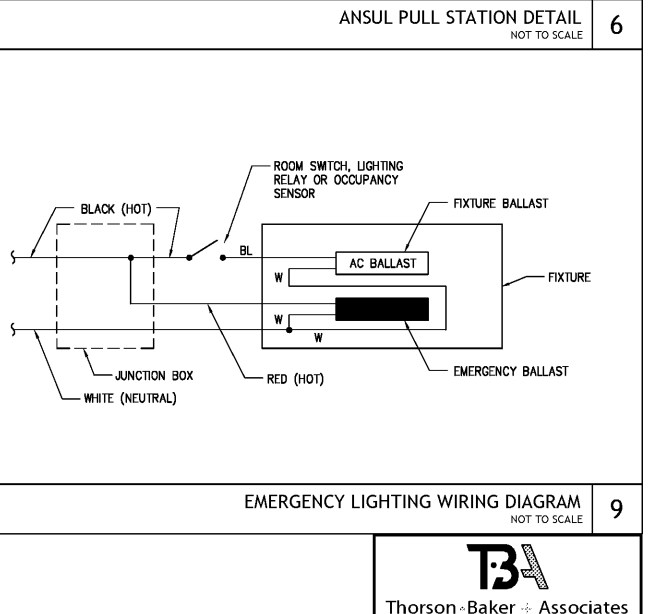 ANSUL PULL STATION DETAIL
NOT TO SCALE
6
ROOM SWITCH, LIGHTING
RELAY OR OCCUPANCY
SENSOR
BLACK (HOT)
FIXTURE BALLAST
BL
AC BALLAST
W
FIXTURE
W
W
JUNCTION BOX
RED (HOT)
EMERGENCY BALLAST
WHITE (NEUTRAL)
EMERGENCY LIGHTING WIRING DIAGRAM
NOT TO SCALE
9
TBA
Thorson Baker + Associates